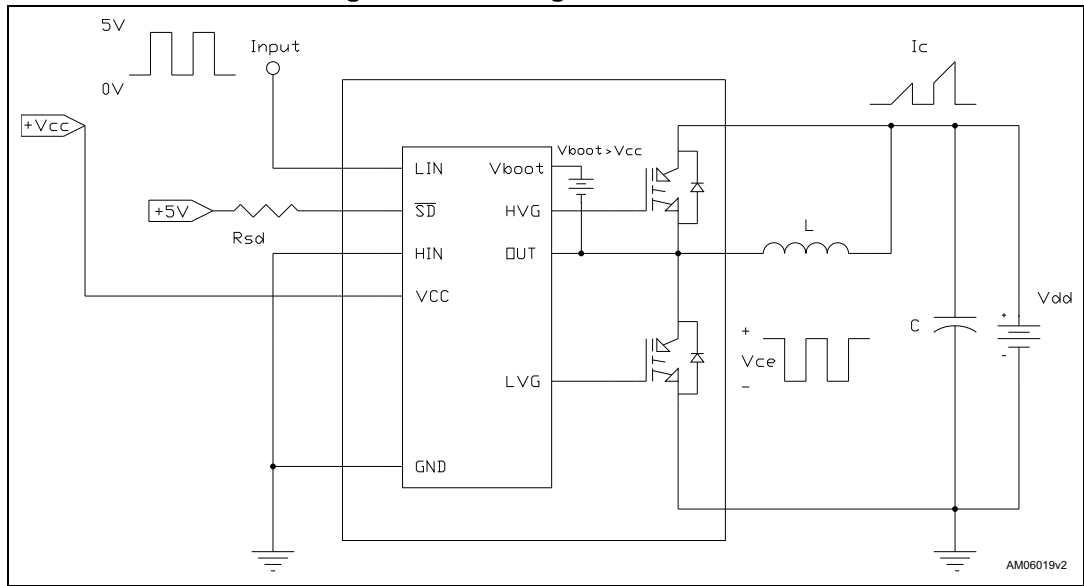 5V
0V
Input
Ic
+Vcc
LIN
Vboot
Vboot>Vcc
+5V
Rsd
SD
HVG
HIN
OUT
L
VCC
LVG
GND
+
Vce
-
C
+
-
Vdd
AM06019v2